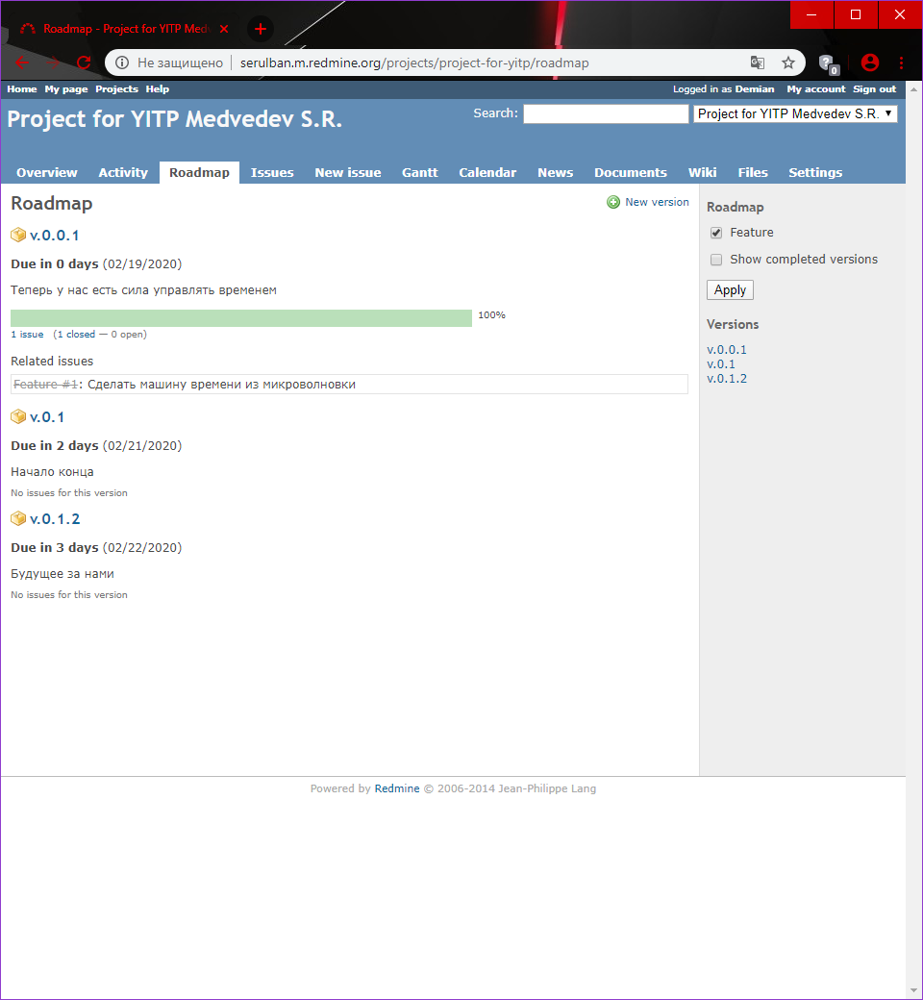 Roadmap - Project for YITP Med
Не защищено serulban.m.redmine.org/projects/project-for-yitp/roadmap
0
Home My page Projects Help Logged in as Demian My account Sign out
Project for YITP Medvedev S.R. Search: Project for YITP Medvedev S.R.
Overview Activity Roadmap Issues New issue Gantt Calendar News Documents Wiki Files Settings
Roadmap New version
v.0.0.1
Due in 0 days (02/19/2020)
Теперь у нас есть сила управлять временем
100%
1 issue (1 closed — 0 open)
Related issues
Feature #1: Сделать машину времени из микроволновки
v.0.1
Due in 2 days (02/21/2020)
Начало конца
No issues for this version
v.0.1.2
Due in 3 days (02/22/2020)
Будущее за нами
No issues for this version
Roadmap
Feature
Show completed versions
Apply
Versions
v.0.0.1
v.0.1
v.0.1.2
Powered by Redmine © 2006-2014 Jean-Philippe Lang